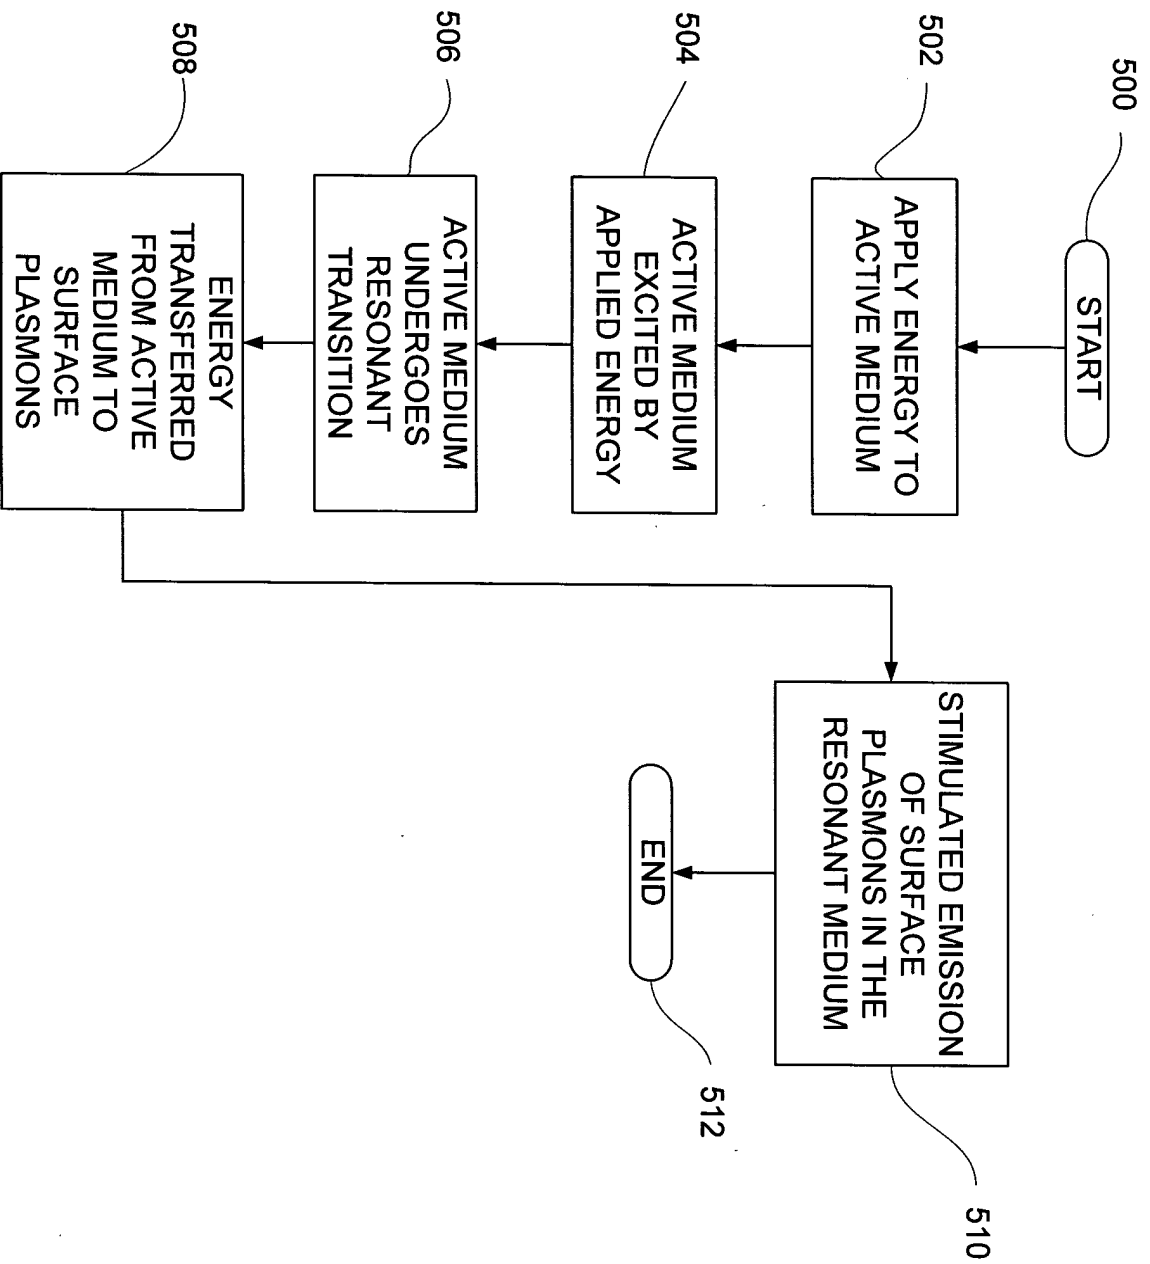 500
START
502
APPLY ENERGY TO
ACTIVE MEDIUM
504
ACTIVE MEDIUM
EXCITED BY
APPLIED ENERGY
506
ACTIVE MEDIUM
UNDERGOES
RESONANT
TRANSITION
508
ENERGY
TRANSFERRED
FROM ACTIVE
MEDIUM TO
SURFACE
PLASMONS
STIMULATED EMISSION
OF SURFACE
PLASMONS IN THE
RESONANT MEDIUM
510
END
512